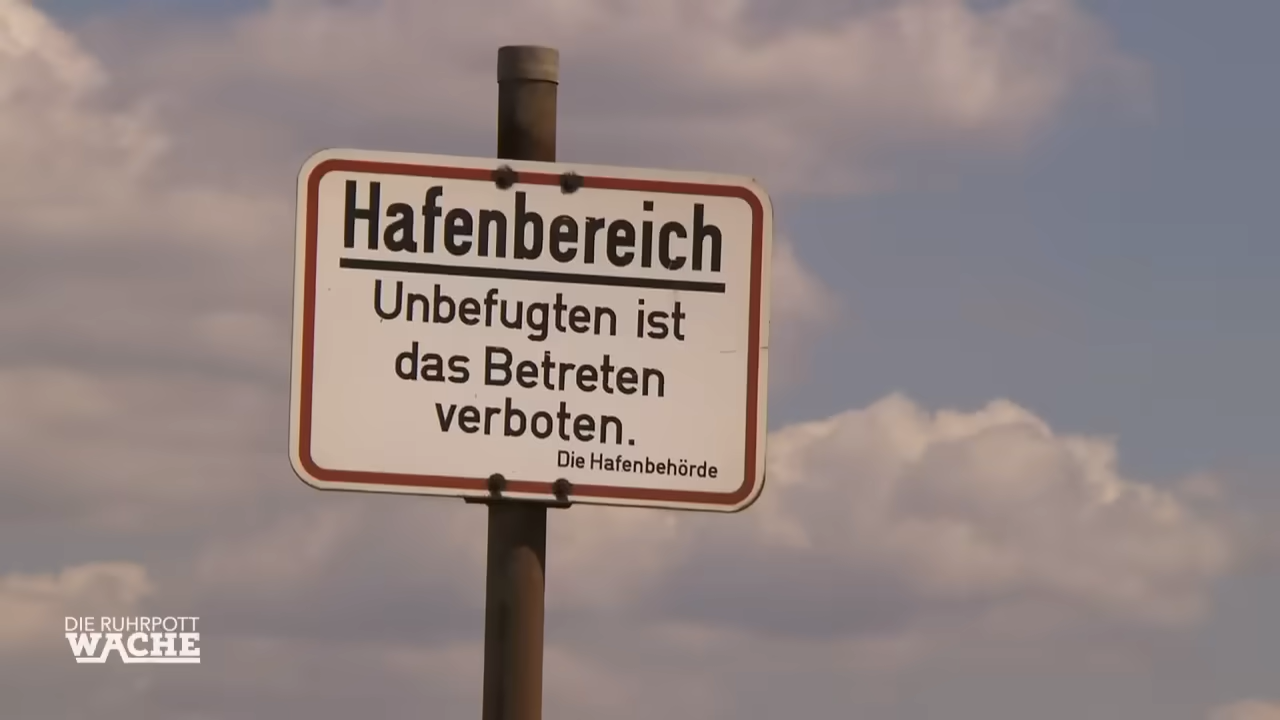 Hafenbereich
Unbefugten ist
das Betreten
verboten.
Die Hafenbehörde
DIE RUHRPOTT
WACHE